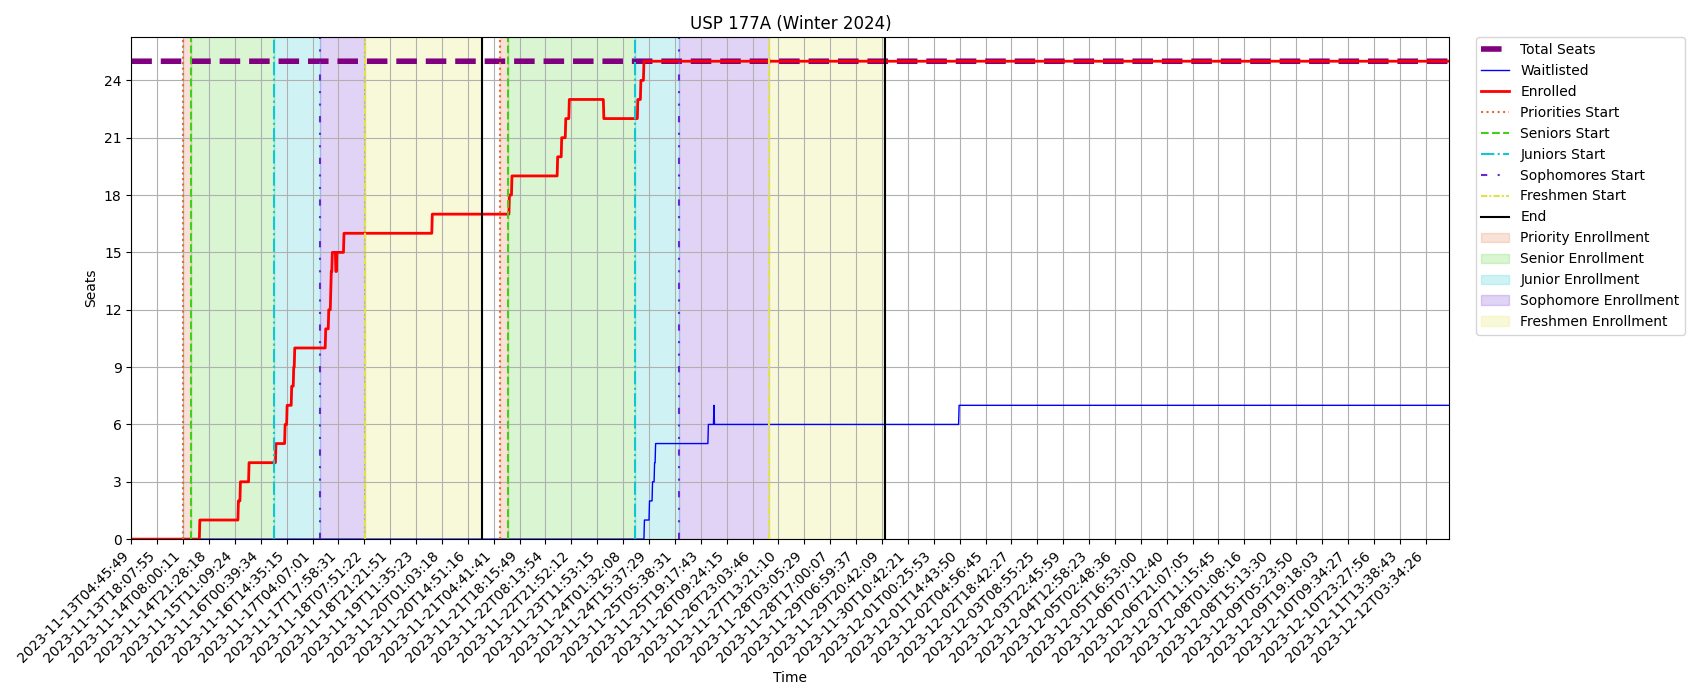 USP 177A (Winter 2024)
Total Seats
Waitlisted
Enrolled
Priorities Start
Seniors Start
Juniors Start
Sophomores Start
Freshmen Start
End
Priority Enrollment
Senior Enrollment
Junior Enrollment
Sophomore Enrollment
Freshmen Enrollment
Seats
24
21
18
15
12
9
6
3
0
2023-11-13T04:45:49
2023-11-13T18:07:55
2023-11-14T08:00:11
2023-11-14T21:28:18
2023-11-15T11:09:24
2023-11-16T00:39:34
2023-11-16T14:35:15
2023-11-17T04:07:01
2023-11-17T17:58:31
2023-11-18T07:51:22
2023-11-18T21:21:51
2023-11-19T11:35:23
2023-11-20T01:03:18
2023-11-20T14:51:16
2023-11-21T04:41:41
2023-11-21T18:15:49
2023-11-22T08:13:54
2023-11-22T21:52:12
2023-11-23T11:53:15
2023-11-24T01:32:08
2023-11-24T15:37:29
2023-11-25T05:38:31
2023-11-25T19:17:43
2023-11-26T09:24:15
2023-11-26T23:03:46
2023-11-27T13:21:10
2023-11-28T03:05:29
2023-11-28T17:00:07
2023-11-29T06:59:37
2023-11-29T20:42:09
2023-11-30T10:42:21
2023-12-01T00:25:53
2023-12-01T14:43:50
2023-12-02T04:56:45
2023-12-02T18:42:27
2023-12-03T08:55:25
2023-12-03T22:45:59
2023-12-04T12:58:23
2023-12-05T02:48:36
2023-12-05T16:53:00
2023-12-06T07:12:40
2023-12-06T21:07:05
2023-12-07T11:15:45
2023-12-08T01:08:16
2023-12-08T15:13:30
2023-12-09T05:23:50
2023-12-09T19:18:03
2023-12-10T09:34:27
2023-12-10T23:27:56
2023-12-11T13:38:43
2023-12-12T03:34:26
Time